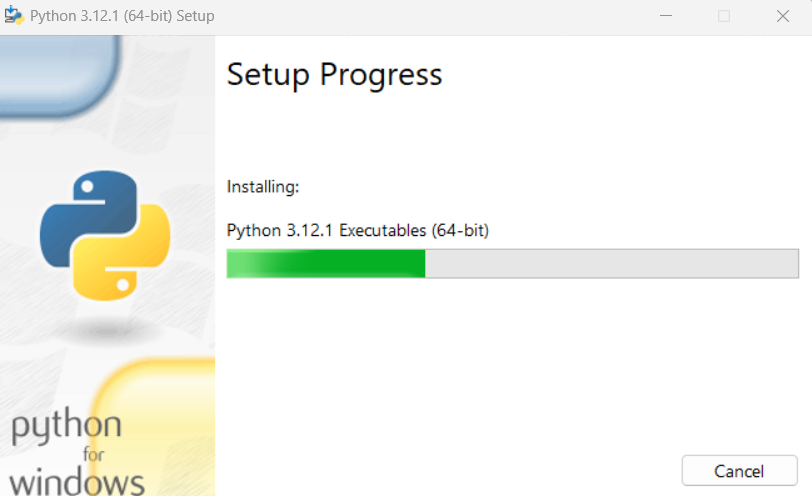 Python 3.12.1 (64-bit) Setup
Setup Progress
Installing:
Python 3.12.1 Executables (64-bit)
python
for
windows
Cancel